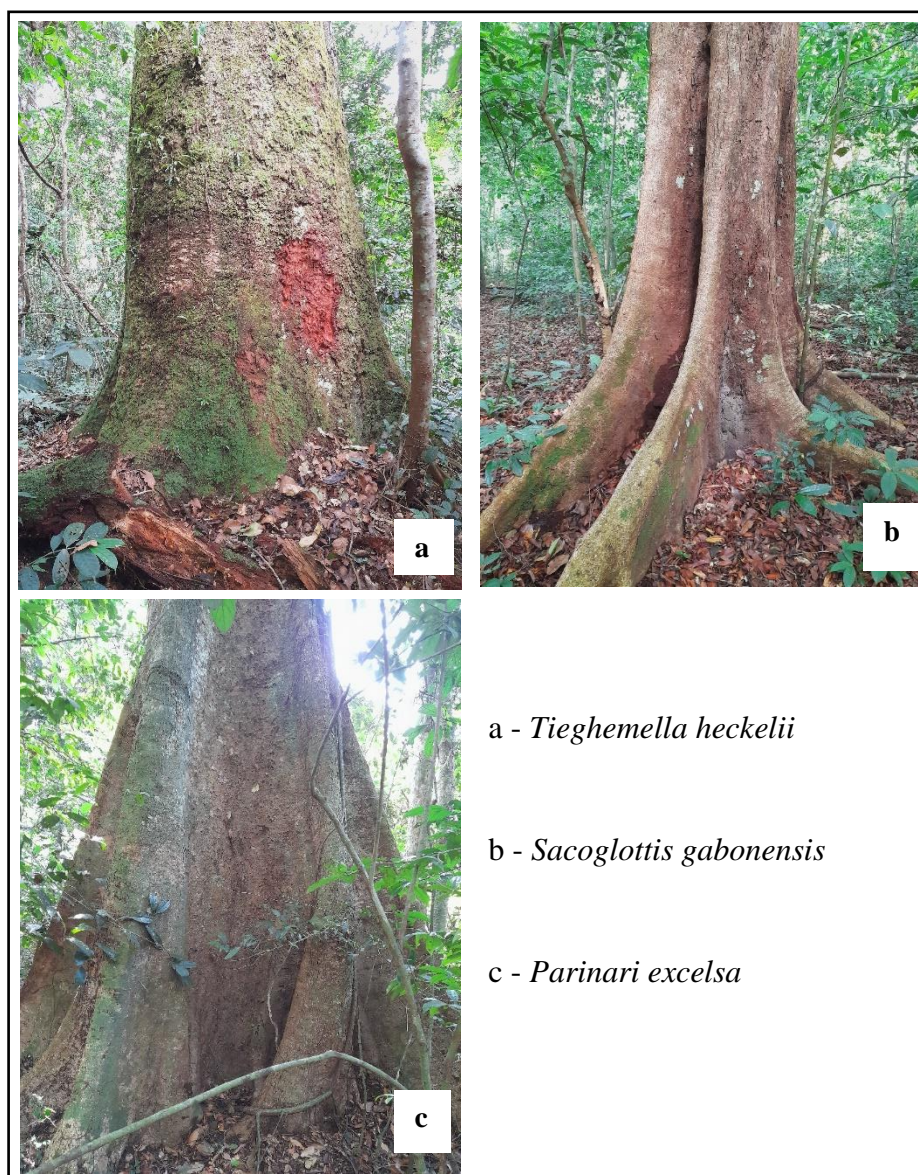 a
b
a - Tieghemella heckelii
b - Sacoglottis gabonensis
c - Parinari excelsa
c